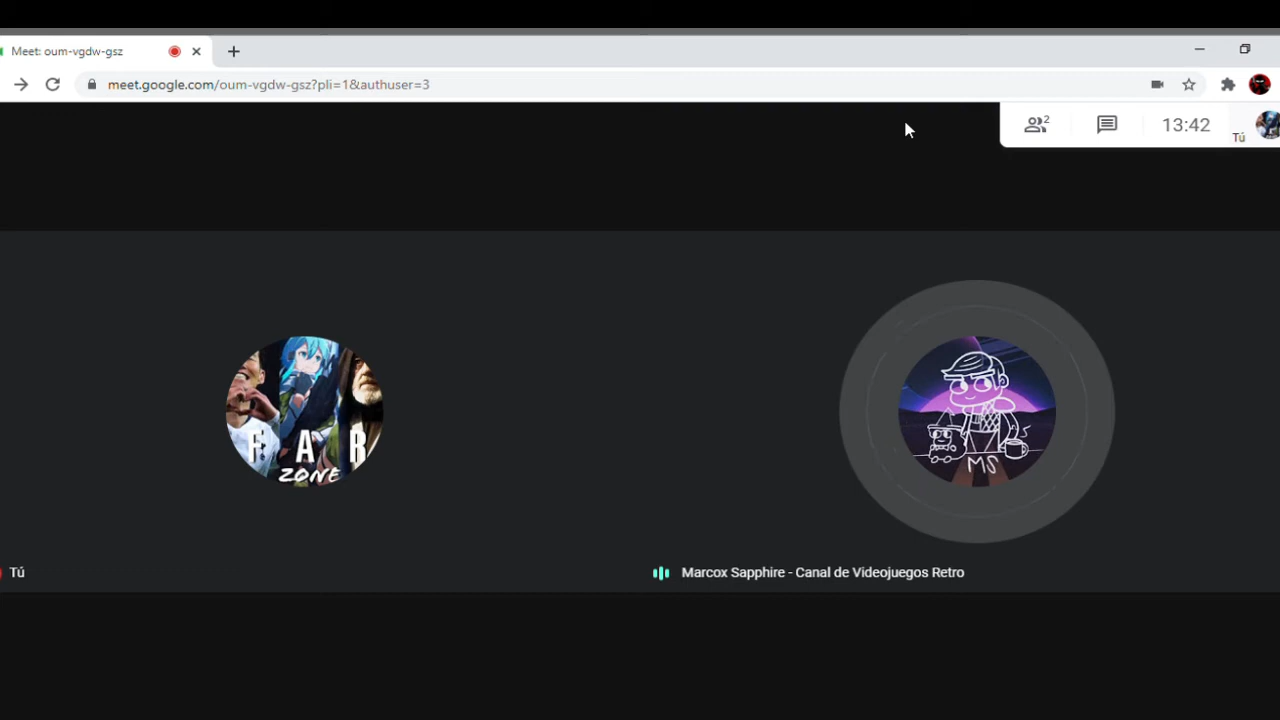 Meet: oum-vgdw-gsz
meet.google.com/oum-vgdw-gsz?pli=1&authuser=3
2
13:42
Tú
F A R
ZONE
MS
Tú
Marcox Sapphire - Canal de Videojuegos Retro